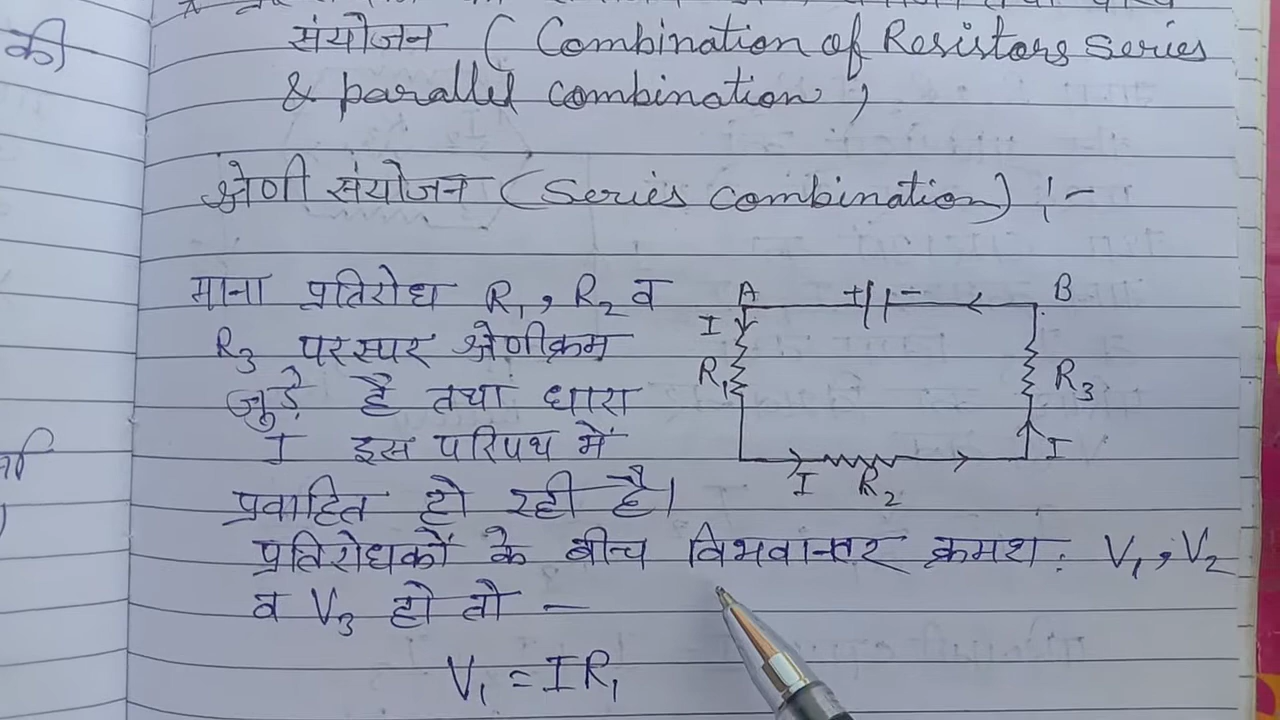 की
संयोजन ( Combination of Resistors series
& parallel combination )
श्रेणी संयोजन ( Series combination ) :-
माना प्रतिरोध R₁, R₂ व
R₃ परस्पर श्रेणीक्रम
जुड़े है तथा धारा
I इस परिपथ में
प्रवाहित हो रही है।
प्रतिरोधकों के बीच विभवान्तर क्रमश: V₁, V₂
व V₃ हो तो —
V₁ = IR₁
A + - B
I
R₁ R₃
I R₂ I